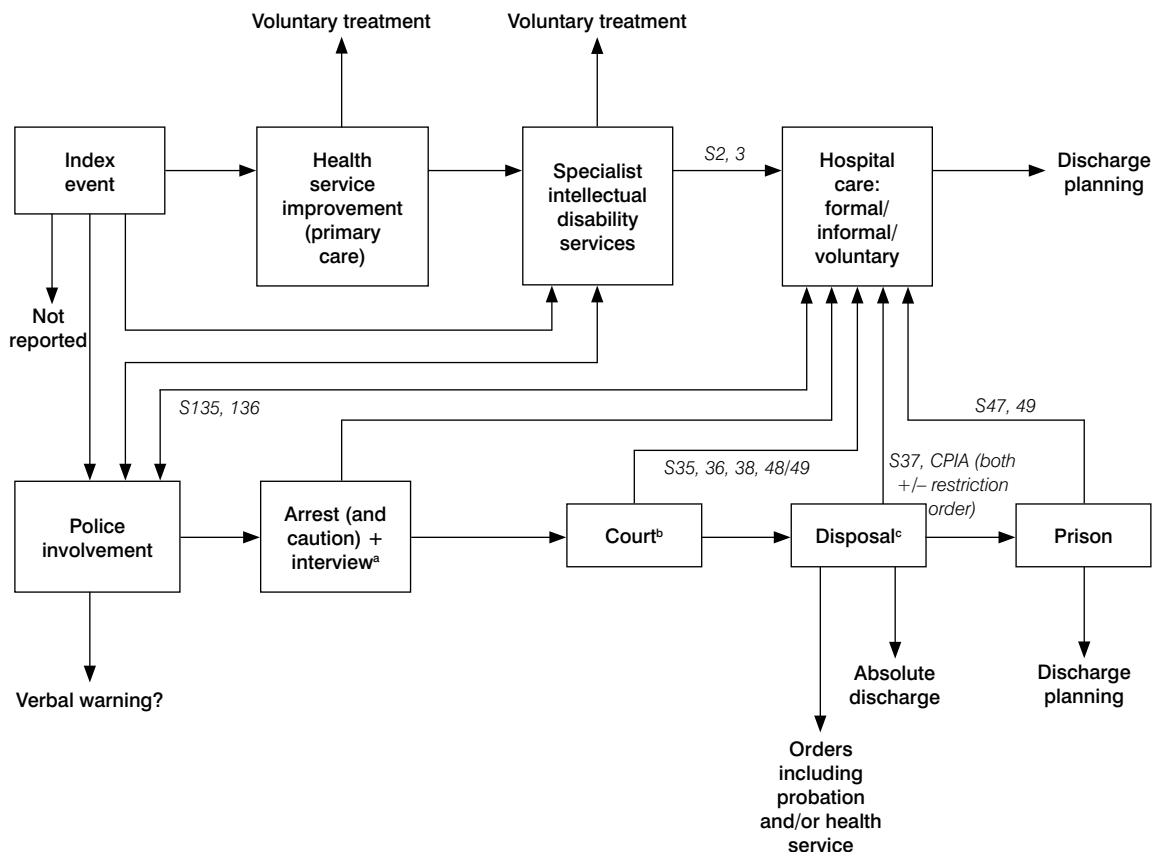 Voluntary treatment
Voluntary treatment
Index
event
Health
service
improvement
(primary
care)
Specialist
intellectual
disability
services
S2, 3
Hospital
care:
formal/
informal/
voluntary
Discharge
planning
Not
reported
S135, 136
S47, 49
S35, 36, 38, 48/49
S37, CPIA (both
+/– restriction
order)
Police
involvement
Arrest (and
caution) +
interviewᵃ
Courtᵇ
Disposalᶜ
Prison
Verbal warning?
Absolute
discharge
Discharge
planning
Orders
including
probation
and/or health
service